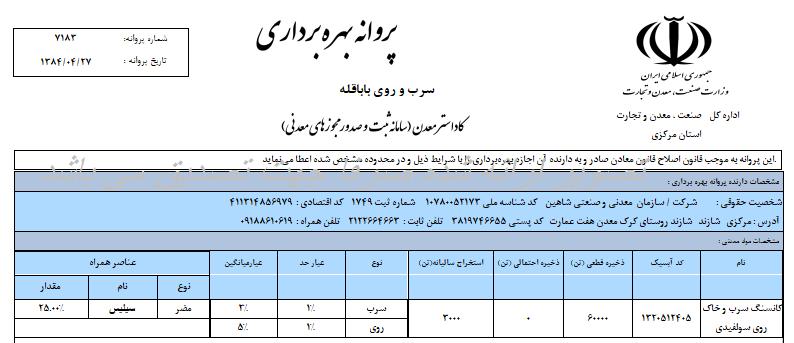 پروانه بهره برداری
شماره پروانه: ۷۱۸۳
تاریخ پروانه : ۱۳۸۴/۰۴/۲۷
جمهوری اسلامی ایران
وزارت صنعت، معدن و تجارت
سرب و روی باباقله
اداره کل صنعت ، معدن و تجارت
استان مرکزی
کاداستر معدن (سامانه ثبت و صدور مجوزهای معدنی)
این پروانه به موجب قانون اصلاح قانون معادن صادر و به دارنده آن اجازه بهره‌برداری را با شرایط ذیل و در محدوده مشخص شده اعطا می نماید.
مشخصات دارنده پروانه بهره برداری :
شخصیت حقوقی : شرکت / سازمان معدنی و صنعتی شاهین کد شناسه ملی ۱۰۷۸۰۰۵۲۱۷۳ شماره ثبت ۱۷۴۹ کد اقتصادی : ۴۱۱۳۱۴۸۵۶۹۷۹
آدرس : مرکزی شازند شازند روستای کرک معدن هفت عمارت کد پستی ۳۸۱۹۷۴۶۶۵۵ تلفن ثابت : ۲۱۲۲۶۶۴۶۶۳ تلفن همراه : ۰۹۱۸۸۶۱۰۶۱۹
مشخصات مواد معدنی :
نام کد آیسیک ذخیره قطعی (تن) ذخیره احتمالی (تن) استخراج سالیانه(تن) نوع عیار حد عیارمیانگین عناصر همراه
نوع نام مقدار
کانسنگ سرب و خاک روی سولفیدی ۱۳۲۰۵۱۲۴۰۵ ۶۰۰۰۰ ۰ ۳۰۰۰ سرب ۱٪ ۳٪ مضر سیلیس ۲۵.۰۰٪
روی ۱٪ ۵٪